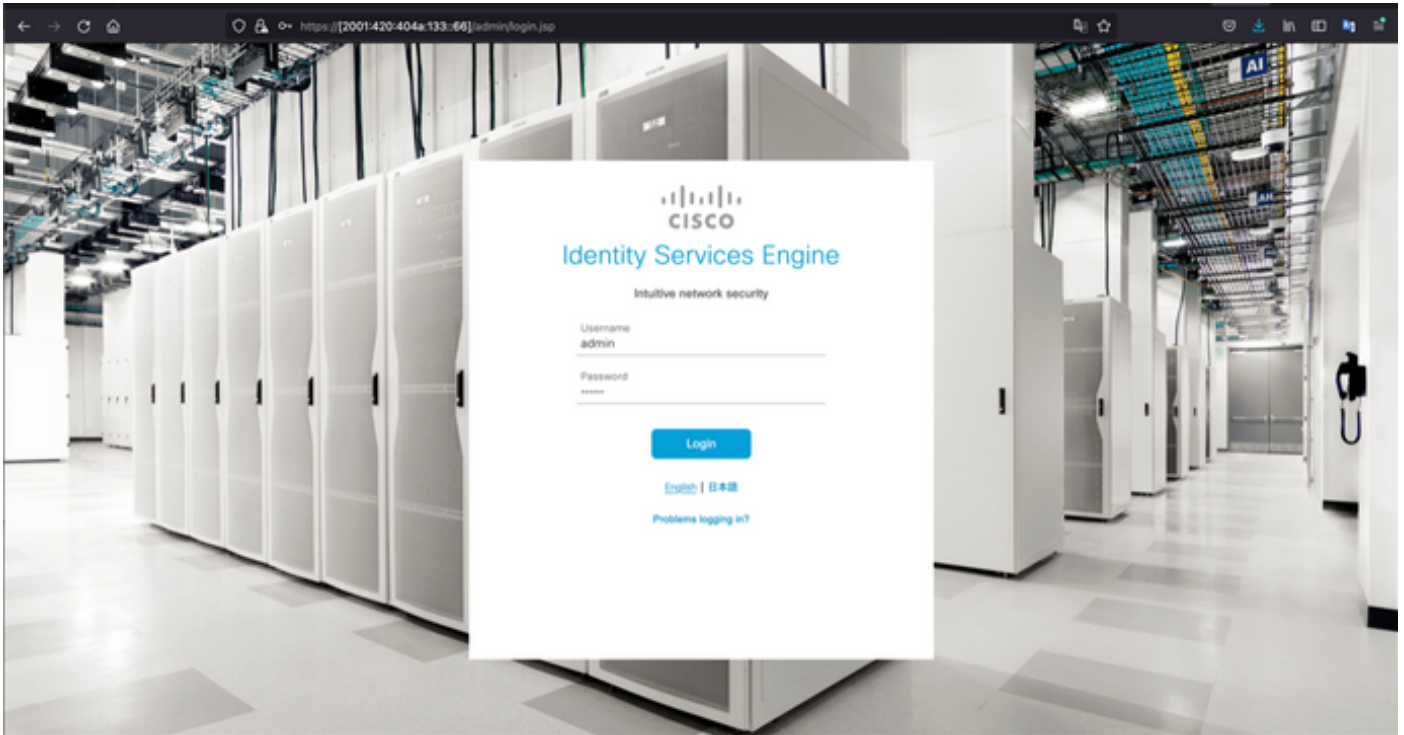 https://[2001:420:404a:133::66]/admin/login.jsp
AI
AH
CISCO
Identity Services Engine
Intuitive network security
Username
admin
Password
••••••
Login
English | 日本語
Problems logging in?